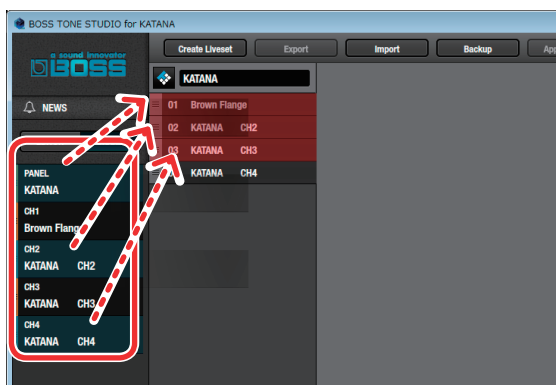 BOSS TONE STUDIO for KATANA
Create Liveset
Export
Import
Backup
App
a sound innovator
BOSS
KATANA
NEWS
01 Brown Flange
02 KATANA CH2
03 KATANA CH3
KATANA CH4
PANEL
KATANA
CH1
Brown Flang
CH2
KATANA CH2
CH3
KATANA CH3
CH4
KATANA CH4